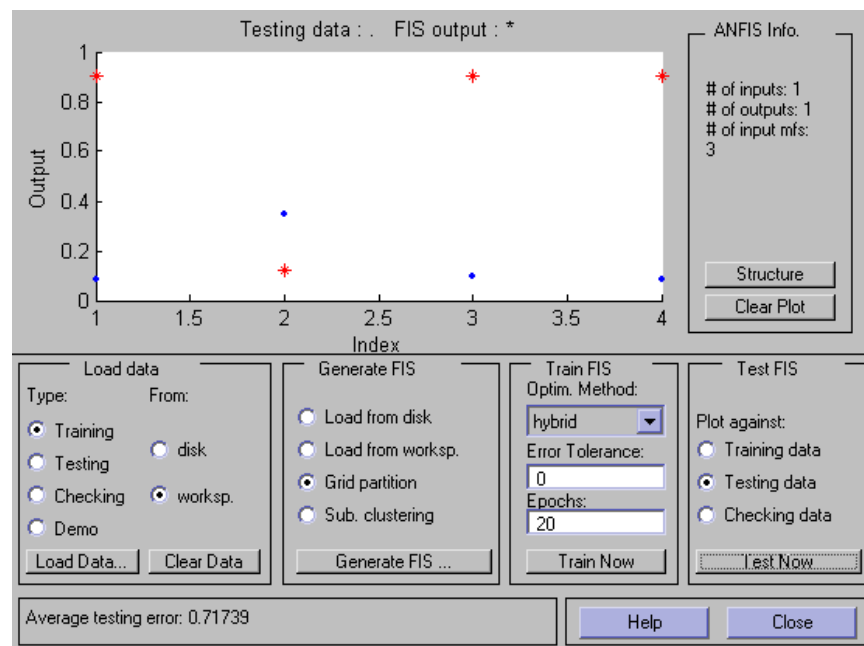 Testing data : .   FIS output : *
1
0.8
0.6
0.4
0.2
0
Output
1
1.5
2
2.5
3
3.5
4
Index
ANFIS Info.
# of inputs: 1
# of outputs: 1
# of input mfs:
3
Structure
Clear Plot
Load data
Type:
From:
Training
Testing
Checking
Demo
disk
worksp.
Load Data...
Clear Data
Generate FIS
Load from disk
Load from worksp.
Grid partition
Sub. clustering
Generate FIS ...
Train FIS
Optim. Method:
hybrid
Error Tolerance:
0
Epochs:
20
Train Now
Test FIS
Plot against:
Training data
Testing data
Checking data
Test Now
Average testing error: 0.71739
Help
Close